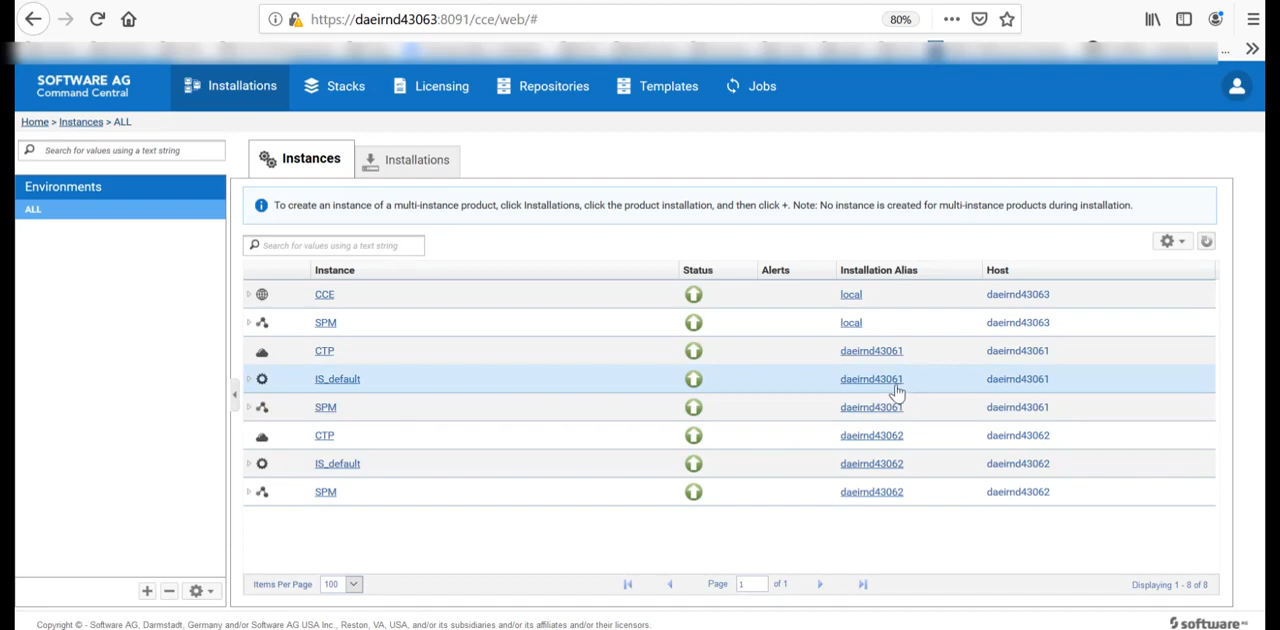 https://daeirnd43063:8091/cce/web/#
80%
SOFTWARE AG
Command Central
Installations
Stacks
Licensing
Repositories
Templates
Jobs
Home > Instances > ALL
Search for values using a text string
Environments
ALL
Instances
Installations
To create an instance of a multi-instance product, click Installations, click the product installation, and then click +. Note: No instance is created for multi-instance products during installation.
Search for values using a text string
Instance Status Alerts Installation Alias Host
CCE local daeirnd43063
SPM local daeirnd43063
CTP daeirnd43061 daeirnd43061
IS_default daeirnd43061 daeirnd43061
SPM daeirnd43061 daeirnd43061
CTP daeirnd43062 daeirnd43062
IS_default daeirnd43062 daeirnd43062
SPM daeirnd43062 daeirnd43062
Items Per Page 100 Page 1 of 1 Displaying 1 - 8 of 8
Copyright © - Software AG, Darmstadt, Germany and/or Software AG USA Inc., Reston, VA, USA, and/or its subsidiaries and/or its affiliates and/or their licensors.
software AG